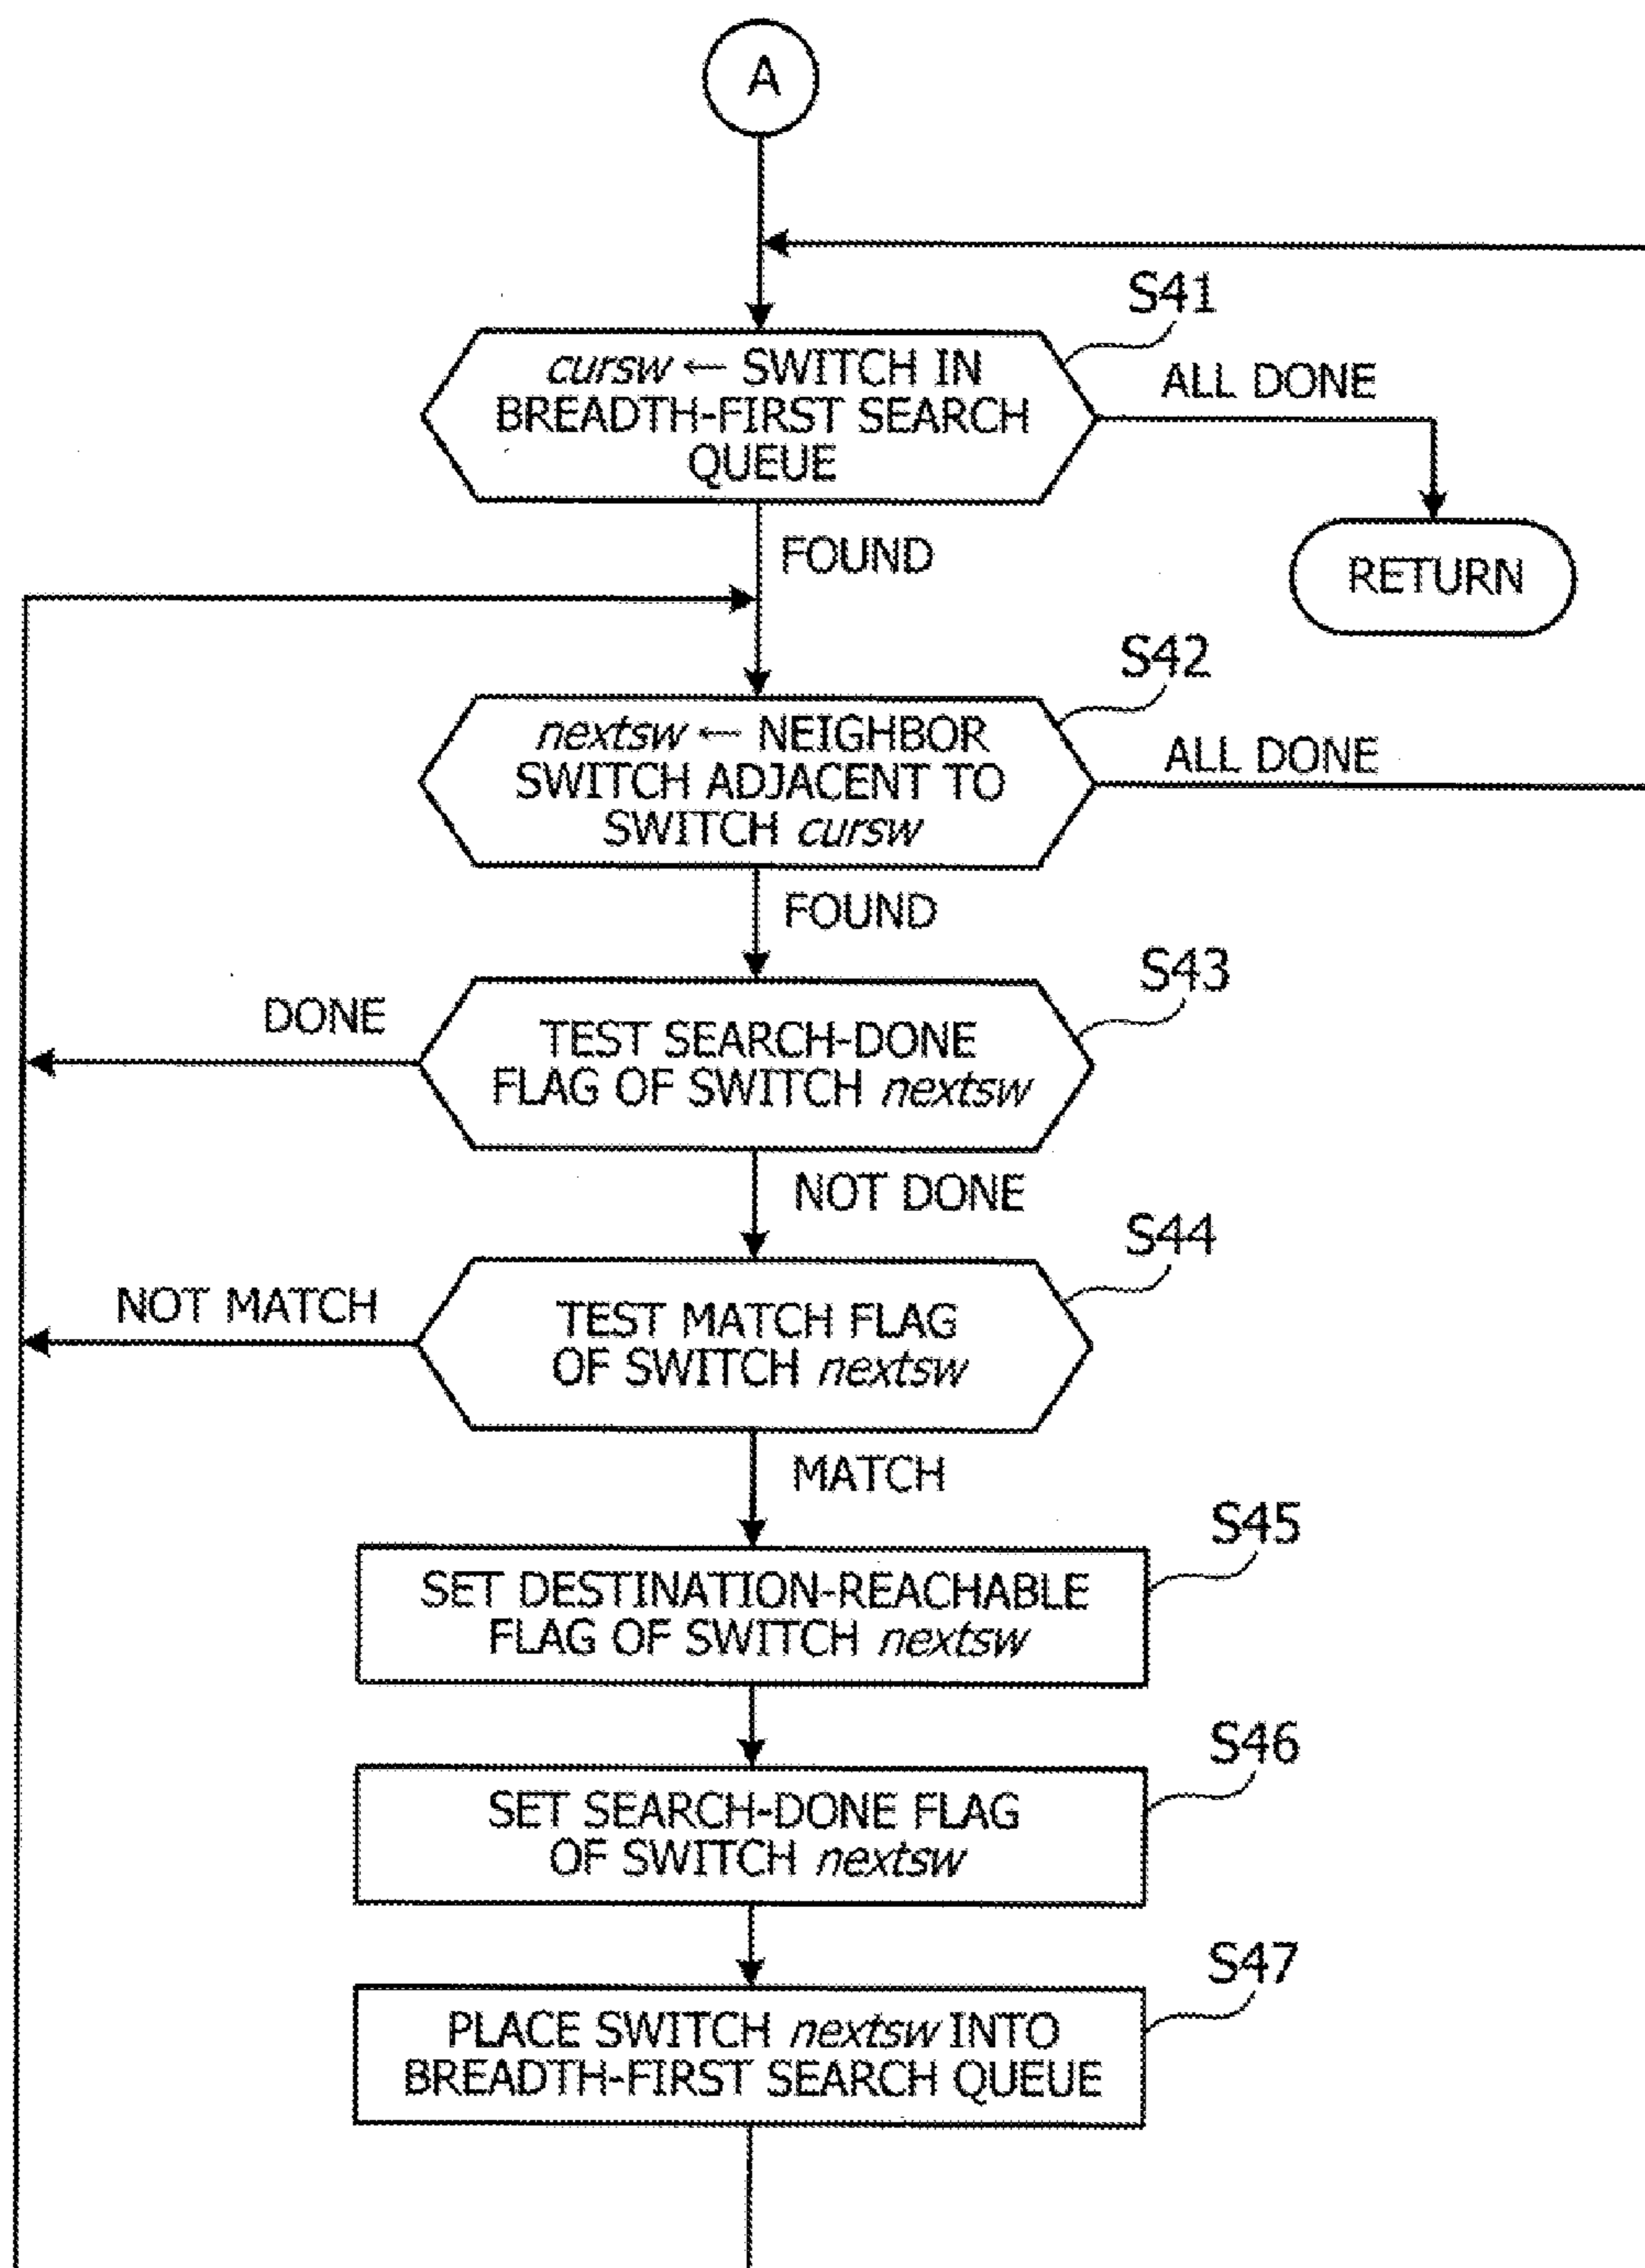 A
S41
cursw ← SWITCH IN
BREADTH-FIRST SEARCH
QUEUE
ALL DONE
FOUND
RETURN
S42
nextsw ← NEIGHBOR
SWITCH ADJACENT TO
SWITCH cursw
ALL DONE
FOUND
S43
DONE
TEST SEARCH-DONE
FLAG OF SWITCH nextsw
NOT DONE
S44
NOT MATCH
TEST MATCH FLAG
OF SWITCH nextsw
MATCH
S45
SET DESTINATION-REACHABLE
FLAG OF SWITCH nextsw
S46
SET SEARCH-DONE FLAG
OF SWITCH nextsw
S47
PLACE SWITCH nextsw INTO
BREADTH-FIRST SEARCH QUEUE